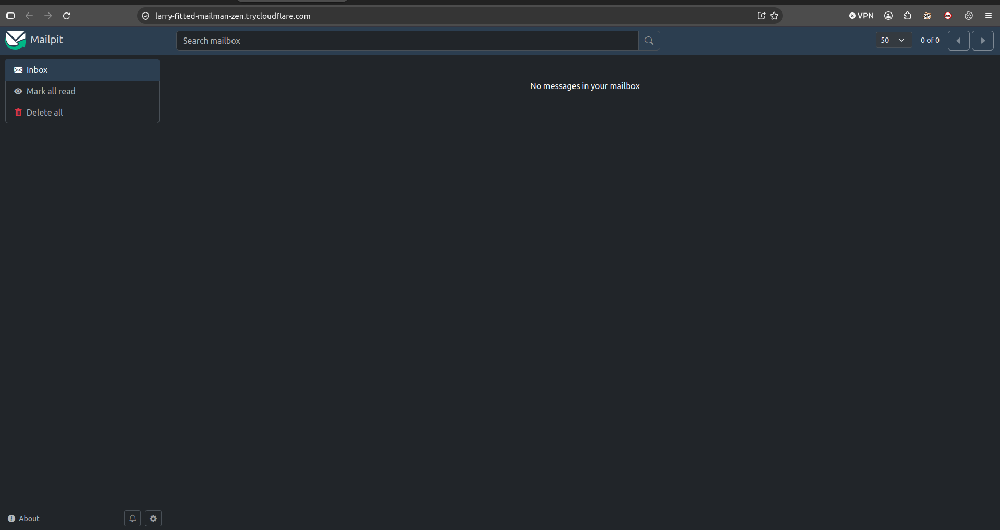 larry-fitted-mailman-zen.trycloudflare.com
VPN
Mailpit
Search mailbox
50
0 of 0
Inbox
Mark all read
Delete all
No messages in your mailbox
About